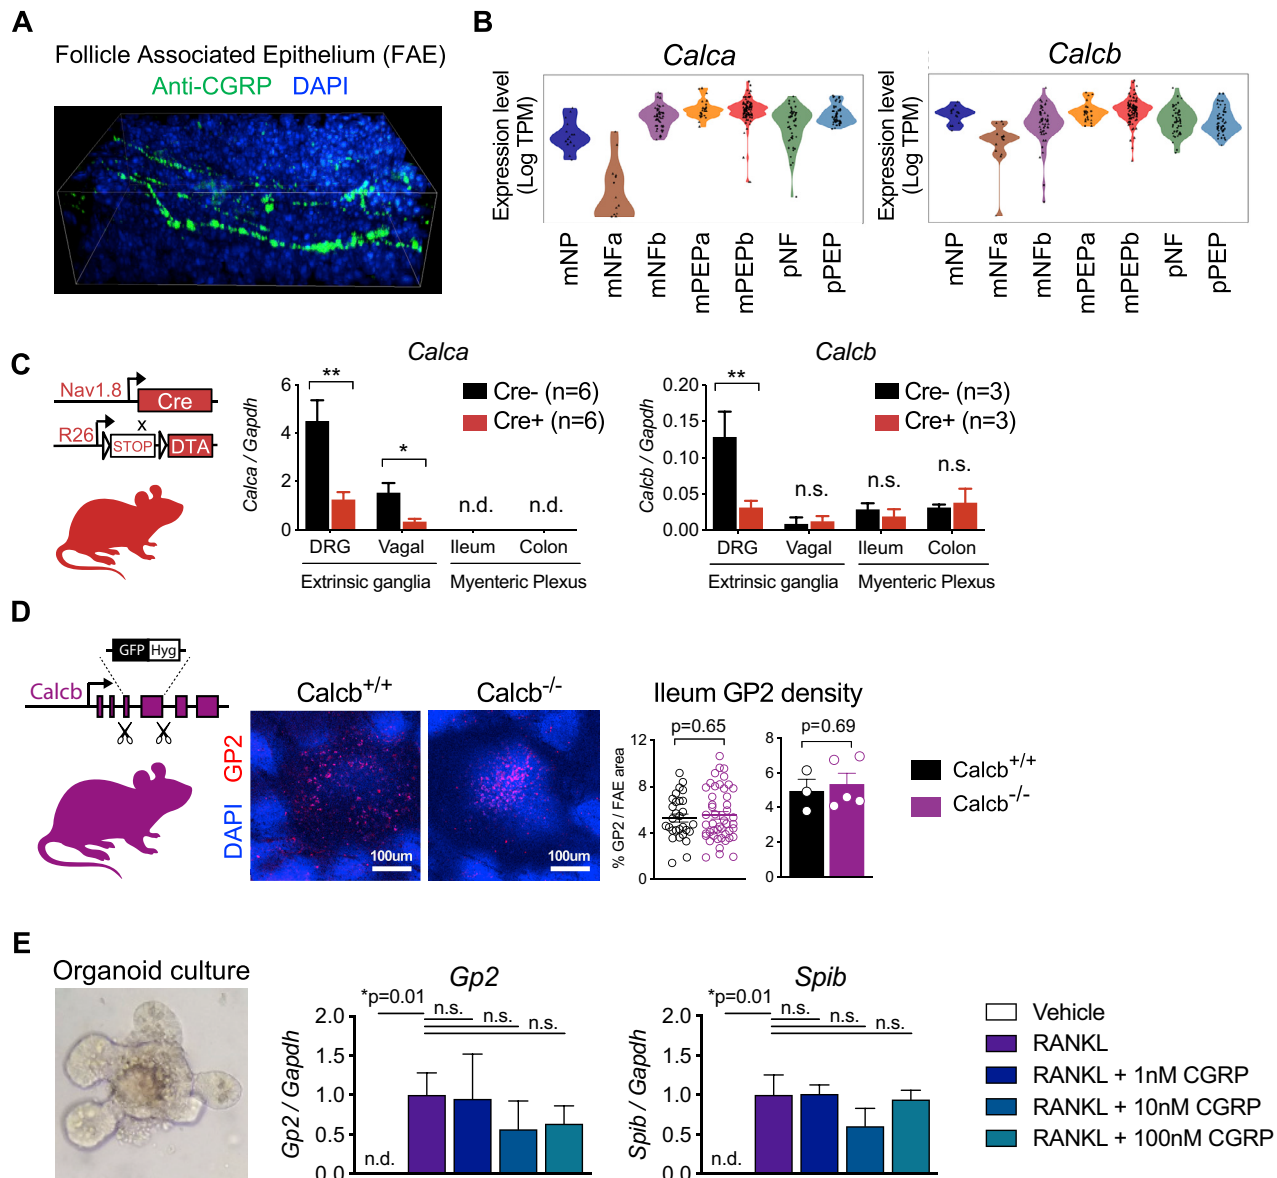 A
Follicle Associated Epithelium (FAE)
Anti-CGRP DAPI
B
Calca
Expression level
(Log TPM)
mNP
mNFa
mNFb
mPEPa
mPEPb
pNF
pPEP
Calcb
Expression level
(Log TPM)
mNP
mNFa
mNFb
mPEPa
mPEPb
pNF
pPEP
C
Nav1.8
Cre
x
R26
STOP
DTA
Calca
Calca / Gapdh
6
4
2
0
**
*
n.d.
n.d.
Cre- (n=6)
Cre+ (n=6)
DRG Vagal Ileum Colon
Extrinsic ganglia Myenteric Plexus
Calcb
Calcb / Gapdh
0.20
0.15
0.10
0.05
0.00
**
n.s.
n.s.
n.s.
Cre- (n=3)
Cre+ (n=3)
DRG Vagal Ileum Colon
Extrinsic ganglia Myenteric Plexus
D
GFP Hyg
Calcb
DAPI GP2
Calcb+/+
100um
Calcb-/-
100um
Ileum GP2 density
% GP2 / FAE area
p=0.65
12
8
4
0
p=0.69
8
6
4
2
0
Calcb+/+
Calcb-/-
E
Organoid culture
Gp2
Gp2 / Gapdh
*p=0.01
n.s.
n.s.
n.s.
2.0
1.0
0.5
0.0
n.d.
Spib
Spib / Gapdh
*p=0.01
n.s.
n.s.
n.s.
2.0
1.0
0.5
0.0
n.d.
Vehicle
RANKL
RANKL + 1nM CGRP
RANKL + 10nM CGRP
RANKL + 100nM CGRP